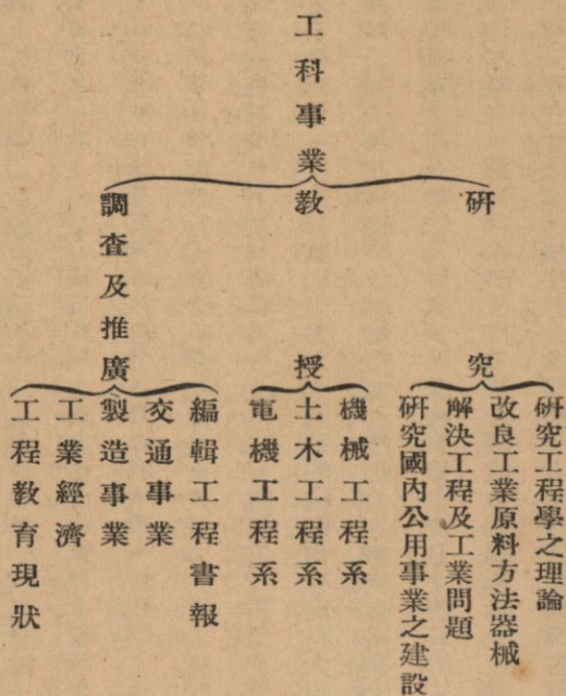 工科事業
研究
研究工程學之理論
改良工業原料方法器械
解決工程及工業問題
研究國內公用事業之建設
教授
機械工程系
土木工程系
電機工程系
調查及推廣
編輯工程書報
交通事業
製造事業
工業經濟
工程教育現狀